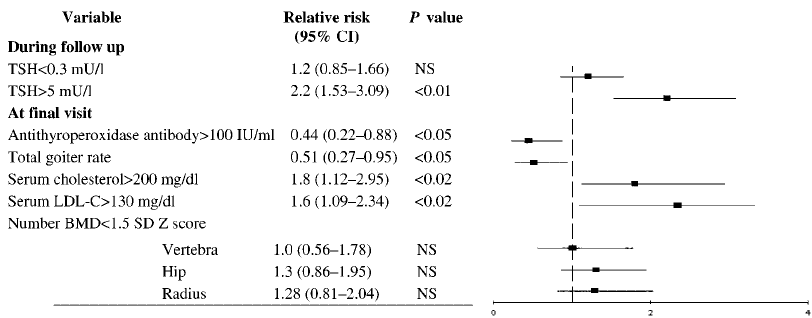 Variable Relative risk P value
(95% CI)
During follow up
TSH<0.3 mU/l 1.2 (0.85–1.66) NS
TSH>5 mU/l 2.2 (1.53–3.09) <0.01
At final visit
Antithyroperoxidase antibody>100 IU/ml 0.44 (0.22–0.88) <0.05
Total goiter rate 0.51 (0.27–0.95) <0.05
Serum cholesterol>200 mg/dl 1.8 (1.12–2.95) <0.02
Serum LDL-C>130 mg/dl 1.6 (1.09–2.34) <0.02
Number BMD<1.5 SD Z score
Vertebra 1.0 (0.56–1.78) NS
Hip 1.3 (0.86–1.95) NS
Radius 1.28 (0.81–2.04) NS
0 2 4